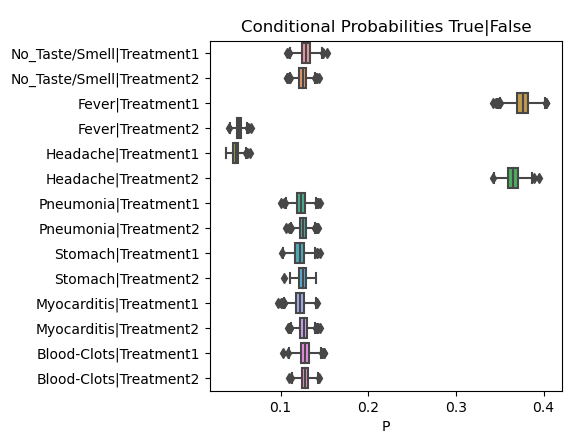 Conditional Probabilities True|False
No_Taste/Smell|Treatment1
No_Taste/Smell|Treatment2
Fever|Treatment1
Fever|Treatment2
Headache|Treatment1
Headache|Treatment2
Pneumonia|Treatment1
Pneumonia|Treatment2
Stomach|Treatment1
Stomach|Treatment2
Myocarditis|Treatment1
Myocarditis|Treatment2
Blood-Clots|Treatment1
Blood-Clots|Treatment2
0.1 0.2 0.3 0.4
P